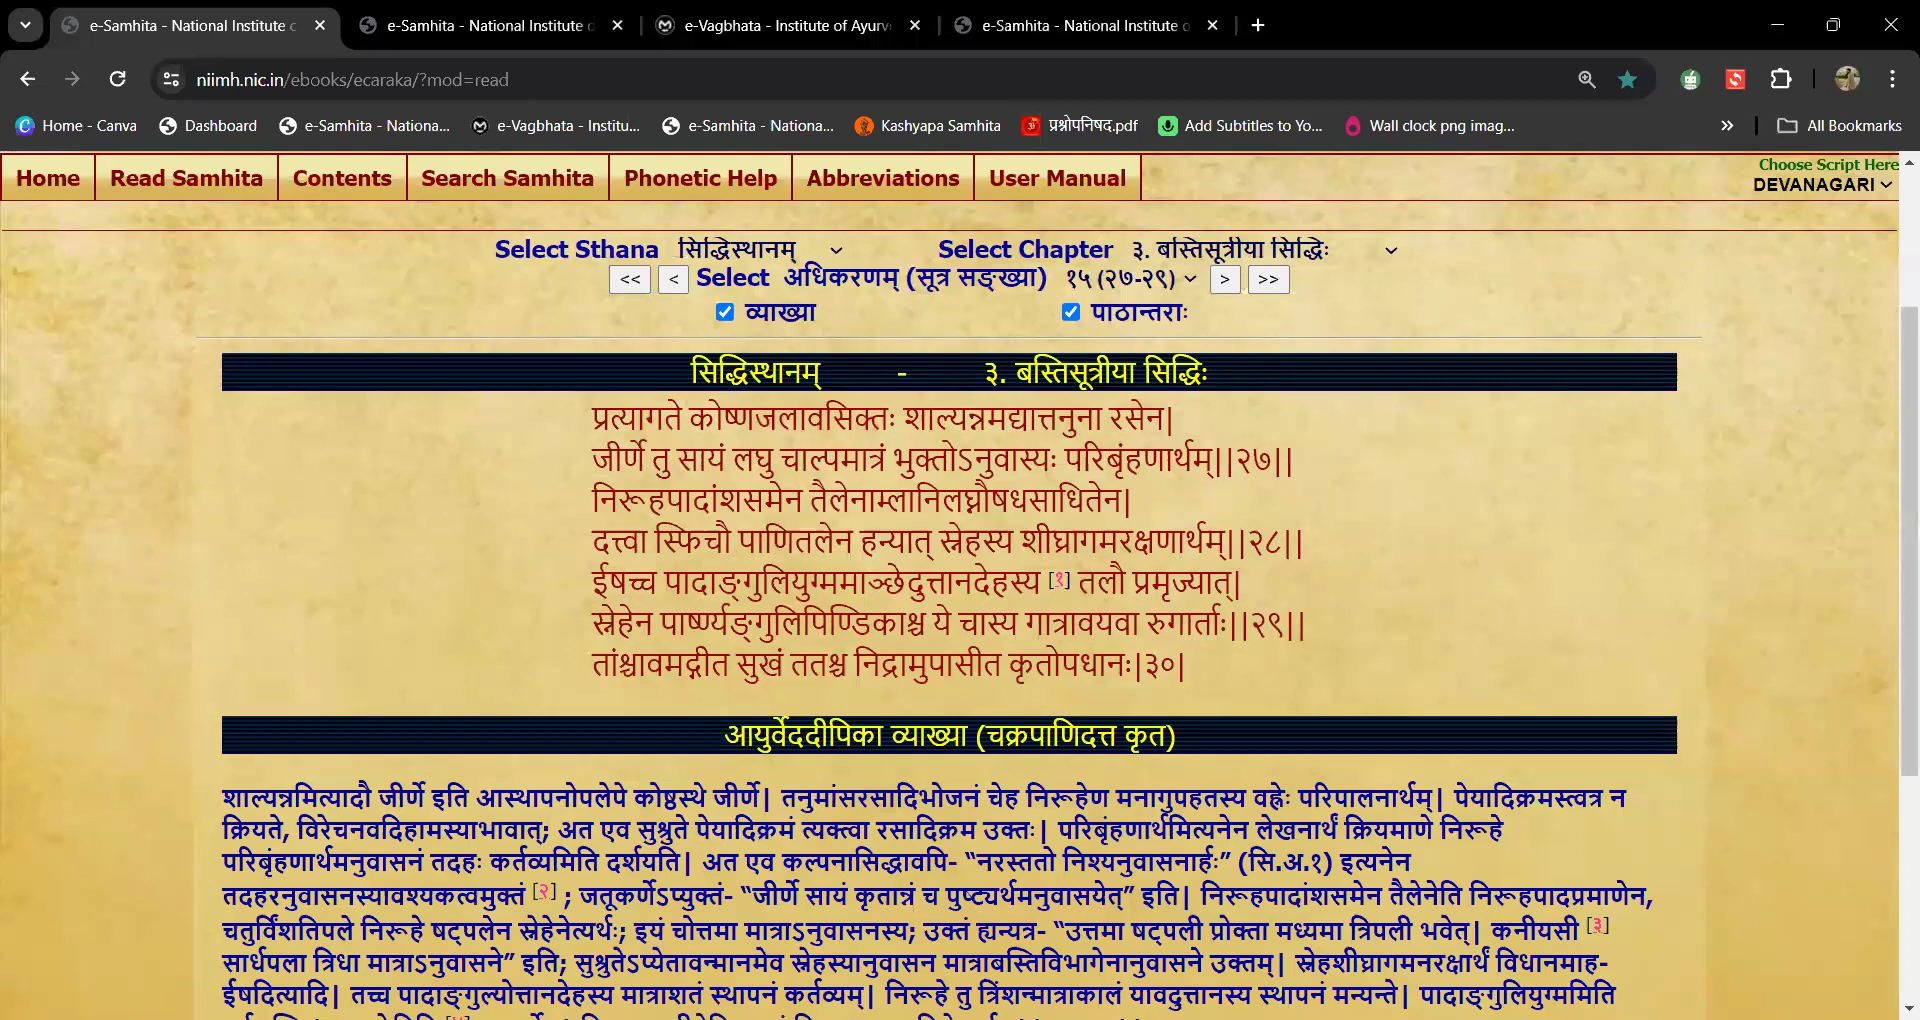 e-Samhita - National Institute o
e-Samhita - National Institute o
e-Vagbhata - Institute of Ayurv
e-Samhita - National Institute o
niimh.nic.in/ebooks/ecaraka/?mod=read
Home - Canva
Dashboard
e-Samhita - Nationa...
e-Vagbhata - Institu...
e-Samhita - Nationa...
Kashyapa Samhita
प्रश्नोपनिषद.pdf
Add Subtitles to Yo...
Wall clock png imag...
All Bookmarks
Home
Read Samhita
Contents
Search Samhita
Phonetic Help
Abbreviations
User Manual
Choose Script Here
DEVANAGARI
Select Sthana सिद्धिस्थानम् Select Chapter ३. बस्तिसूत्रीया सिद्धिः
<< < Select अधिकरणम् (सूत्र सङ्ख्या) १५ (२७-२९) > >>
व्याख्या पाठान्तराः
सिद्धिस्थानम् - ३. बस्तिसूत्रीया सिद्धिः
प्रत्यागते कोष्णजलावसिक्तः शाल्यन्नमद्यात्तनुना रसेन|
जीर्णे तु सायं लघु चाल्पमात्रं भुक्तोऽनुवास्यः परिबृंहणार्थम्||२७||
निरूहपादांशसमेन तैलेनाम्लानिलघ्नौषधसाधितेन|
दत्त्वा स्फिचौ पाणितलेन हन्यात् स्नेहस्य शीघ्रागमरक्षणार्थम्||२८||
ईषच्च पादाङ्गुलियुग्ममाञ्छेदुत्तानदेहस्य [१] तलौ प्रमृज्यात्|
स्नेहेन पार्ष्ण्यङ्गुलिपिण्डिकाश्च ये चास्य गात्रावयवा रुगार्ताः||२९||
तांश्चावमद्नीत सुखं ततश्च निद्रामुपासीत कृतोपधानः|३०|
आयुर्वेददीपिका व्याख्या (चक्रपाणिदत्त कृत)
शाल्यन्नमित्यादौ जीर्णे इति आस्थापनोपलेपे कोष्ठस्थे जीर्णे| तनुमांसरसादिभोजनं चेह निरूहेण मनागुपहतस्य वह्नेः परिपालनार्थम्| पेयादिक्रमस्त्वत्र न
क्रियते, विरेचनवदिहामस्याभावात्; अत एव सुश्रुते पेयादिक्रमं त्यक्त्वा रसादिक्रम उक्तः| परिबृंहणार्थमित्यनेन लेखनार्थं क्रियमाणे निरूहे
परिबृंहणार्थमनुवासनं तदहः कर्तव्यमिति दर्शयति| अत एव कल्पनासिद्धावपि- “नरस्ततो निश्यनुवासनार्हः” (सि.अ.१) इत्यनेन
तदहरनुवासनस्यावश्यकत्वमुक्तं [२] ; जतूकर्णेऽप्युक्तं- “जीर्णे सायं कृतान्नं च पुष्ट्यर्थमनुवासयेत्” इति| निरूहपादांशसमेन तैलेनेति निरूहपादप्रमाणेन,
चतुर्विंशतिपले निरूहे षट्पलेन स्नेहेनेत्यर्थः; इयं चोत्तमा मात्राऽनुवासनस्य; उक्तं ह्यन्यत्र- “उत्तमा षट्पली प्रोक्ता मध्यमा त्रिपली भवेत्| कनीयसी [३]
सार्धपला त्रिधा मात्राऽनुवासने” इति; सुश्रुतेऽप्येतावन्मानमेव स्नेहस्यानुवासन मात्राबस्तिविभागेनानुवासने उक्तम्| स्नेहशीघ्रागमनरक्षार्थं विधानमाह-
ईषदित्यादि| तच्च पादाङ्गुल्योत्तानदेहस्य मात्राशतं स्थापनं कर्तव्यम्| निरूहे तु त्रिंशन्मात्राकालं यावदुत्तानस्य स्थापनं मन्यन्ते| पादाङ्गुलियुग्ममिति